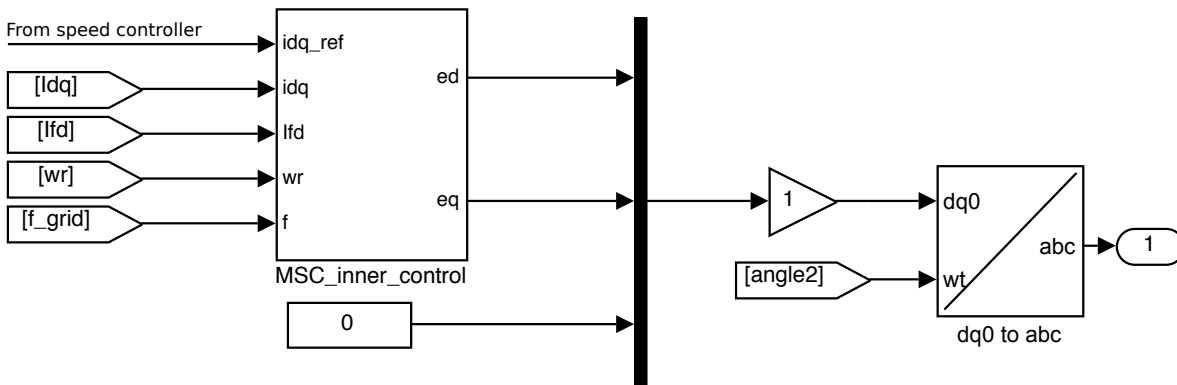 From speed controller
idq_ref
[Idq]
idq
ed
[Ifd]
Ifd
[wr]
wr
eq
1
dq0
[f_grid]
f
abc
1
MSC_inner_control
[angle2]
wt
0
dq0 to abc